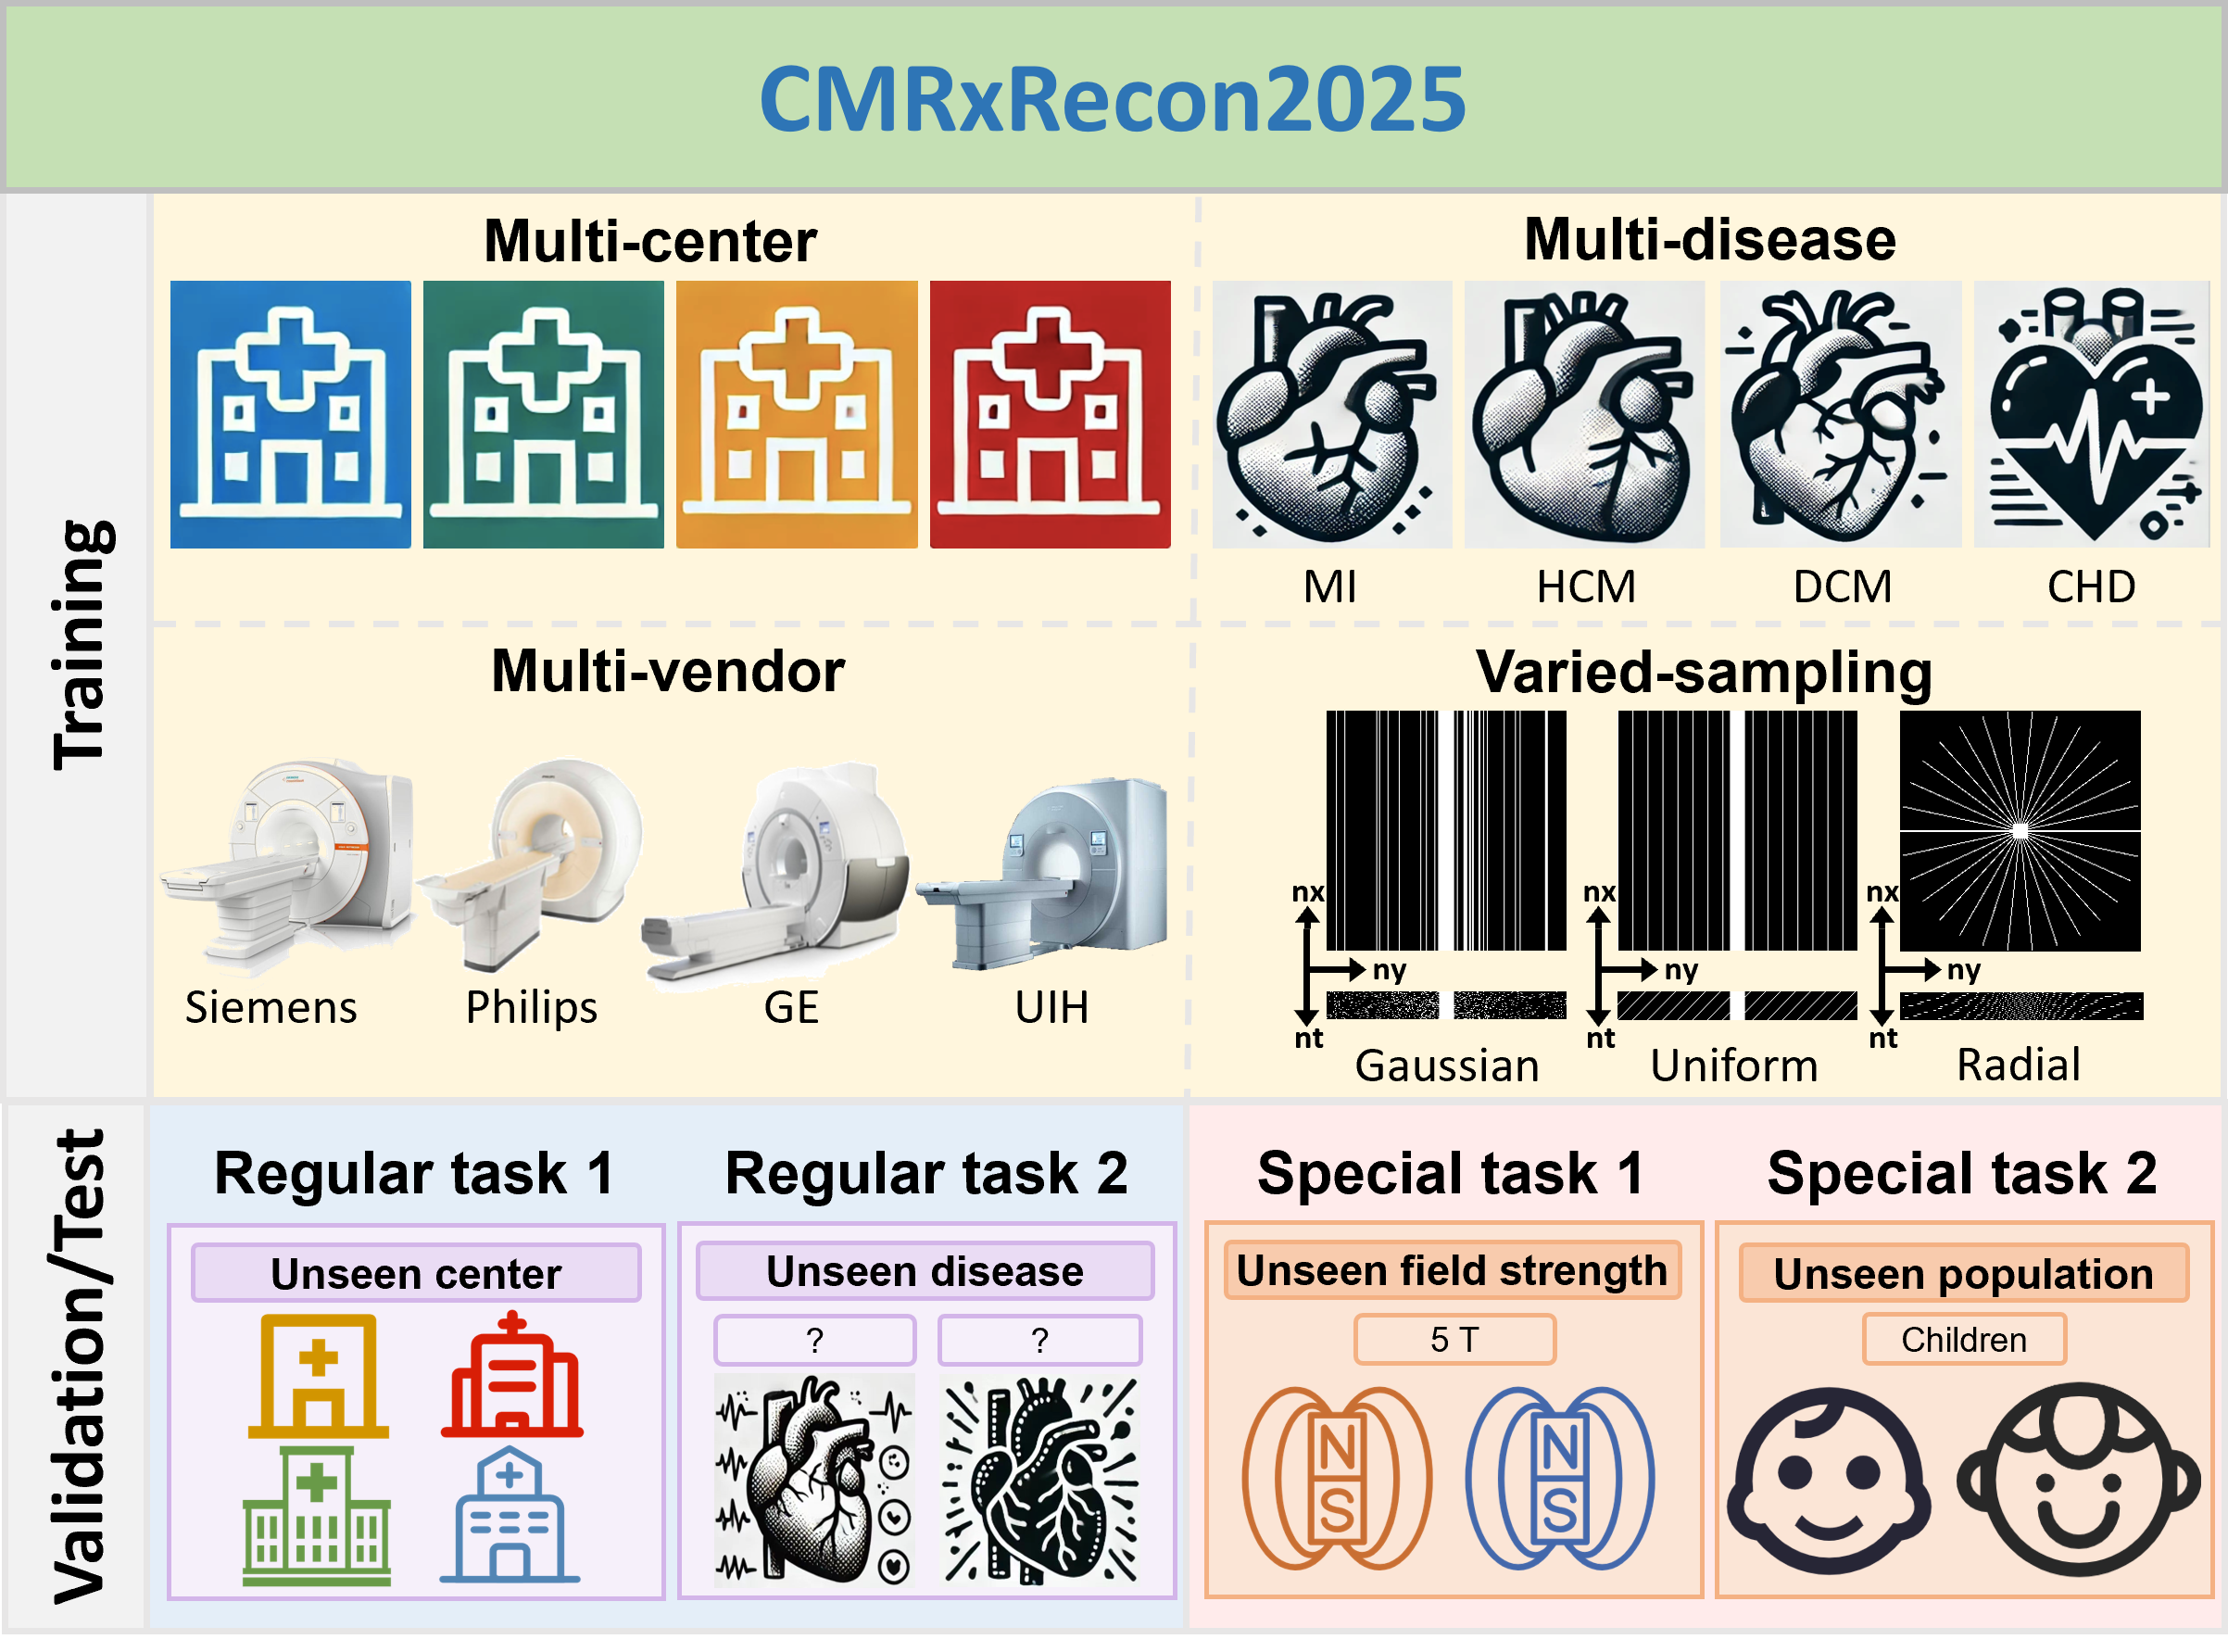 CMRxRecon2025
Training
Multi-center
Multi-disease
MI
HCM
DCM
CHD
Multi-vendor
Siemens
Philips
GE
UIH
Varied-sampling
nx
ny
nt
Gaussian
nx
ny
nt
Uniform
nx
ny
nt
Radial
Validation/Test
Regular task 1
Unseen center
Regular task 2
Unseen disease
?
?
Special task 1
Unseen field strength
5 T
N
S
N
S
Special task 2
Unseen population
Children